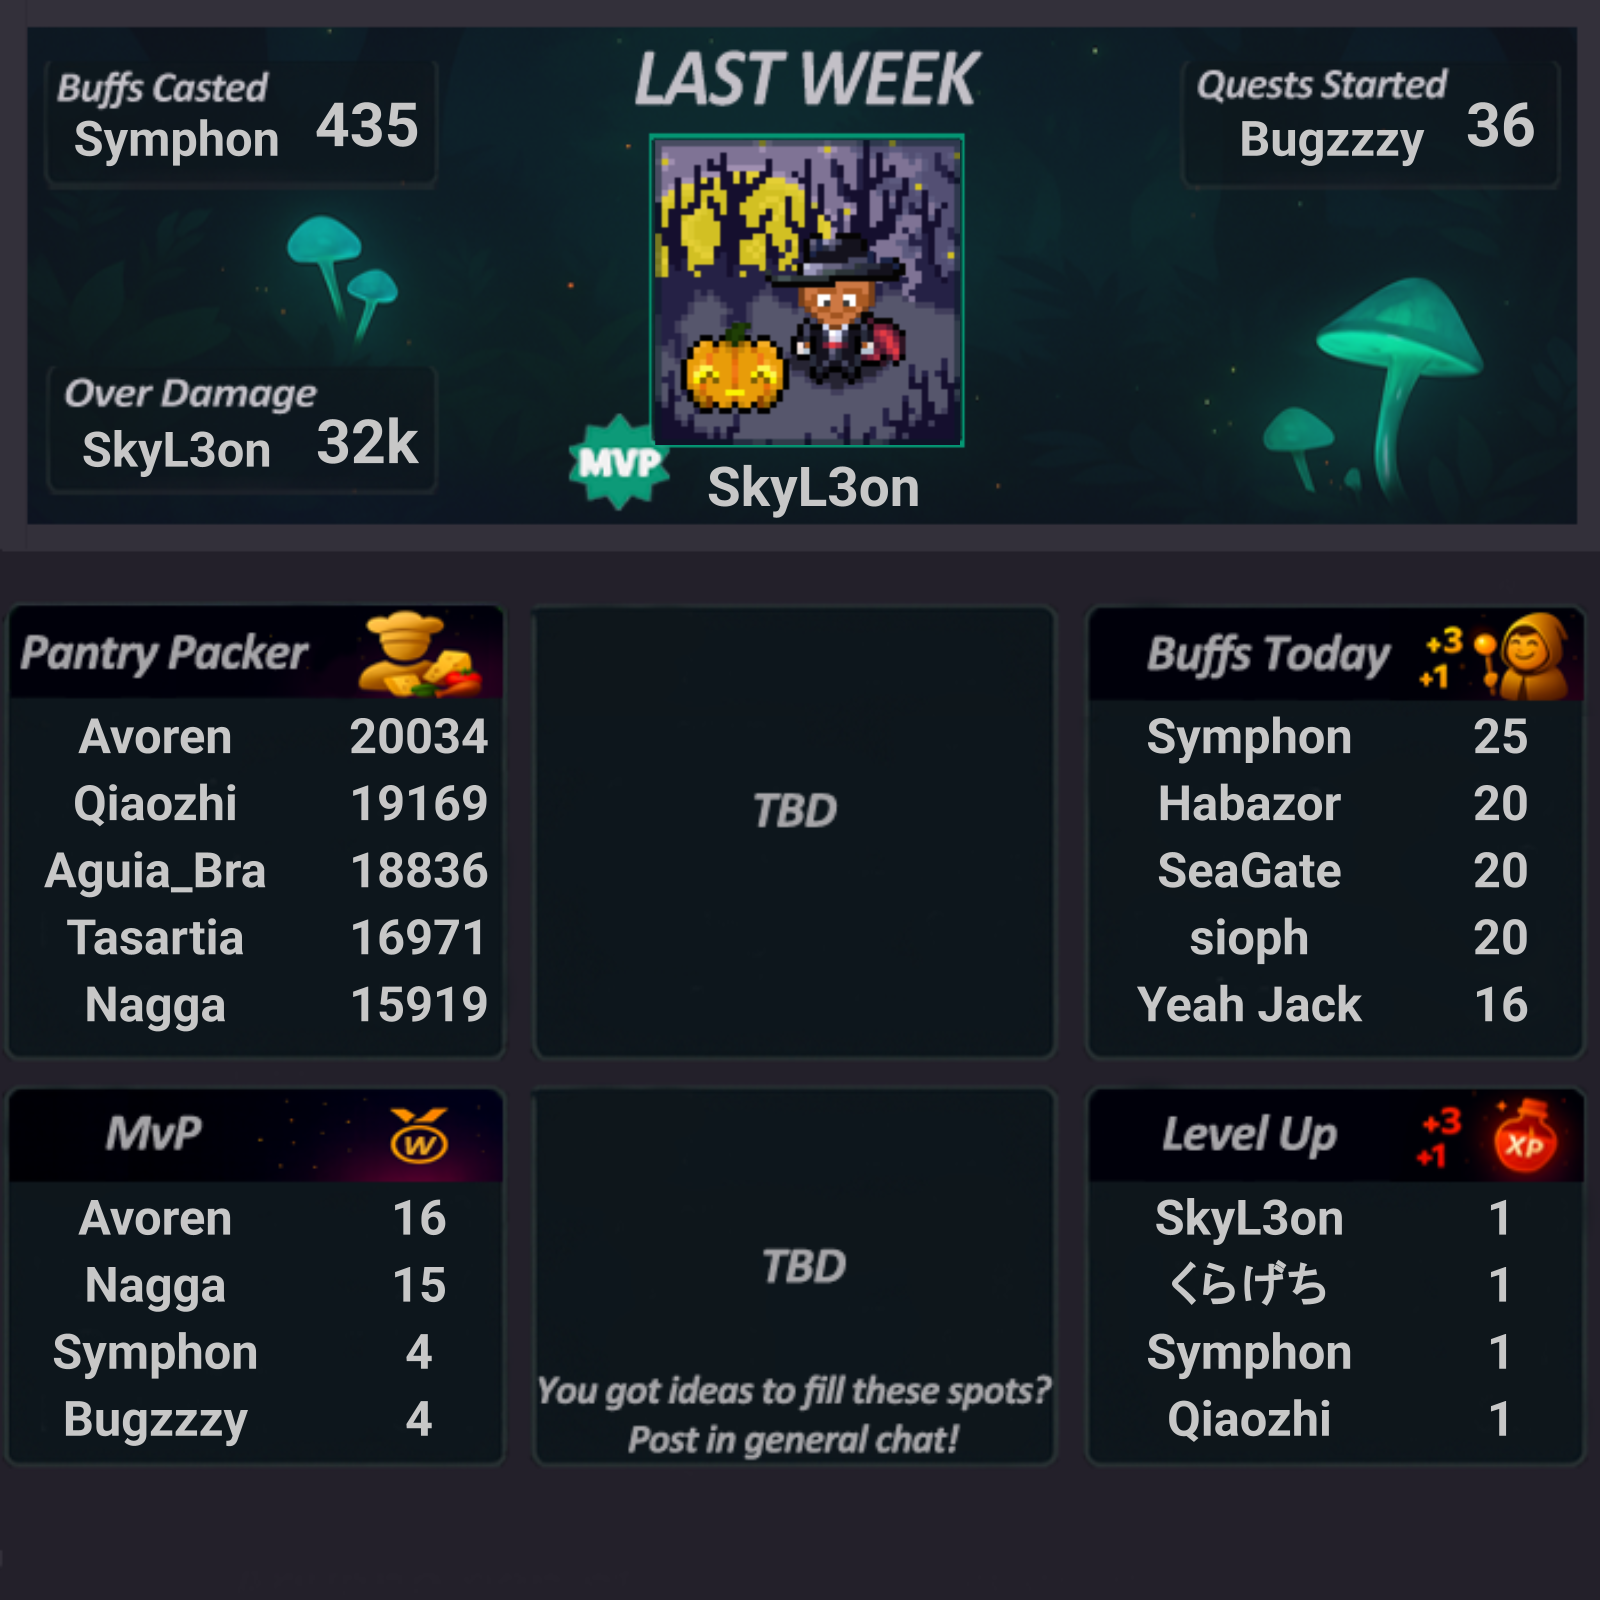 LAST WEEK
Buffs Casted
Symphon 435
Quests Started
Bugzzzy 36
Over Damage
SkyL3on 32k
MVP
SkyL3on
Pantry Packer
Avoren 20034
Qiaozhi 19169
Aguia_Bra 18836
Tasartia 16971
Nagga 15919
TBD
Buffs Today +3 +1
Symphon 25
Habazor 20
SeaGate 20
sioph 20
Yeah Jack 16
MvP W
Avoren 16
Nagga 15
Symphon 4
Bugzzzy 4
TBD
You got ideas to fill these spots?
Post in general chat!
Level Up +3 +1 XP
SkyL3on 1
くらげち 1
Symphon 1
Qiaozhi 1